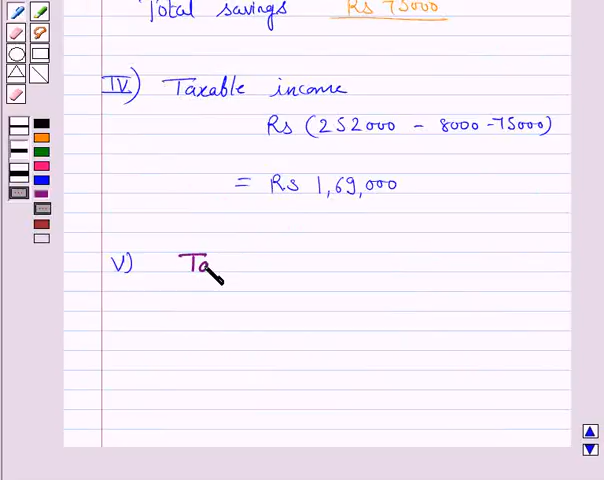 Total savings Rs 75000
IV) Taxable income
Rs (252000 - 8000 -75000)
= Rs 1,69,000
V) Ta